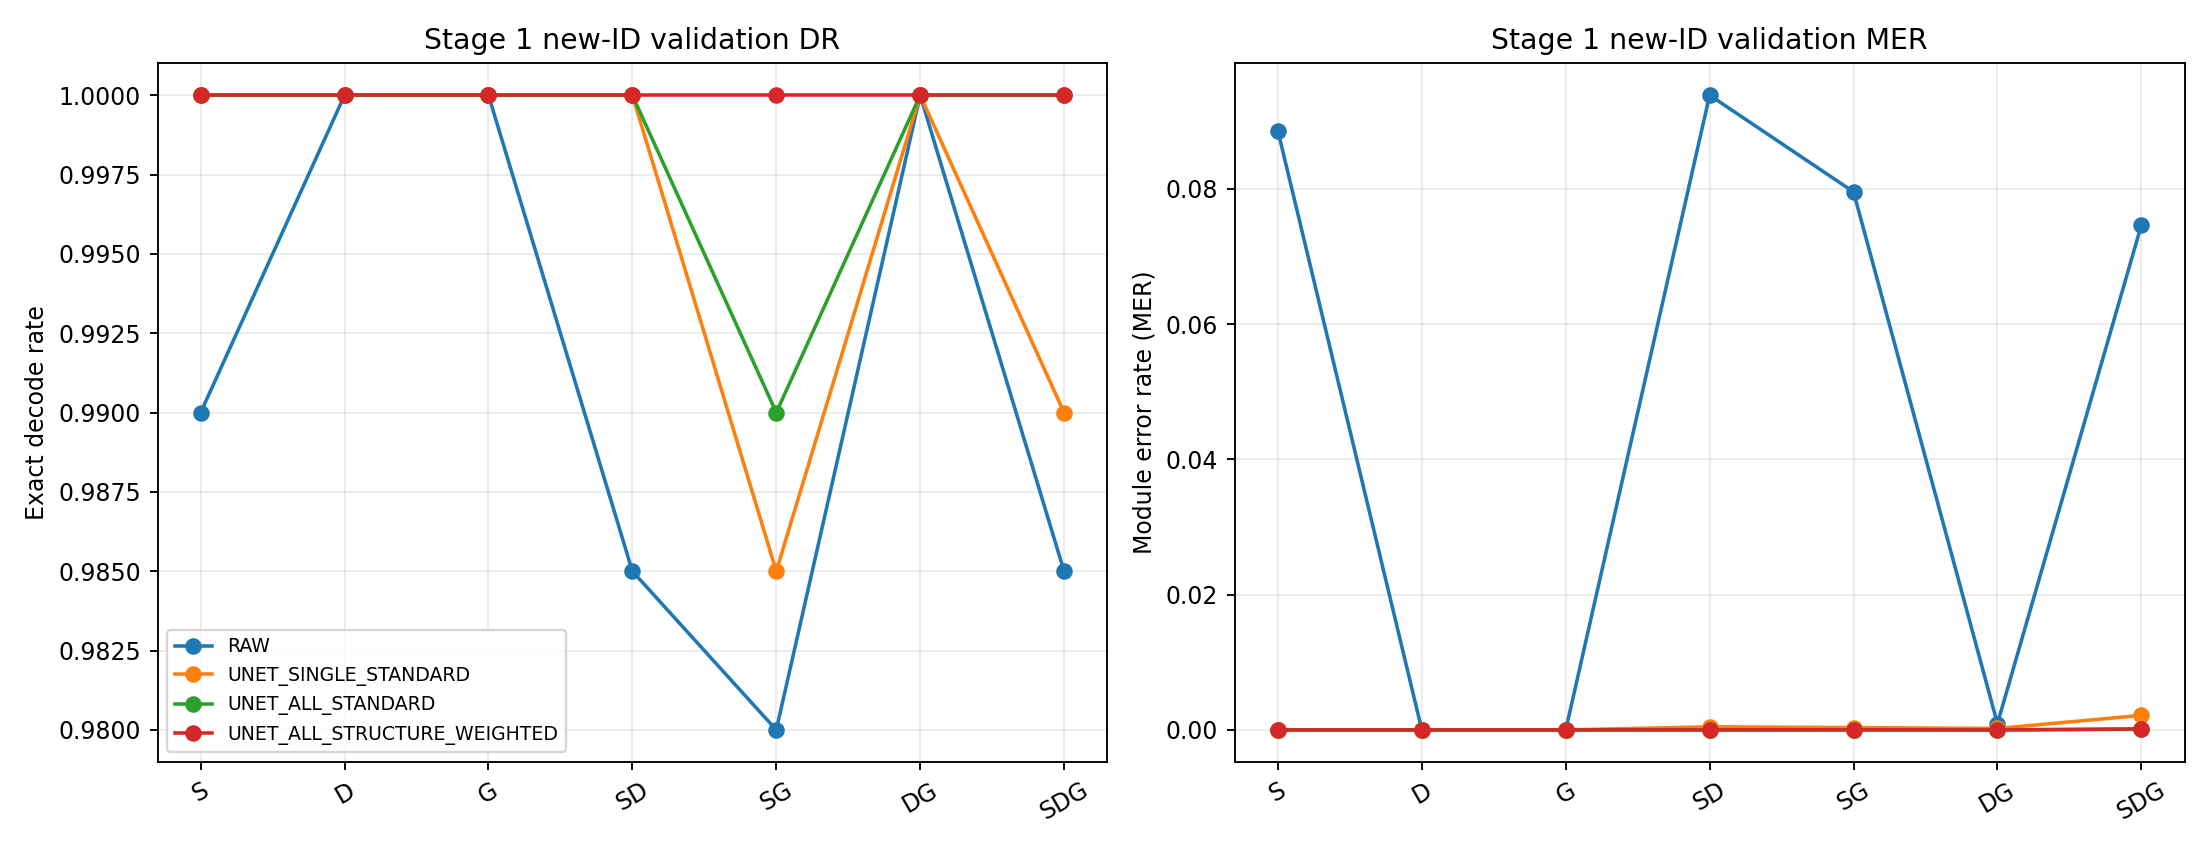 Stage 1 new-ID validation DR
Exact decode rate
1.0000
0.9975
0.9950
0.9925
0.9900
0.9875
0.9850
0.9825
0.9800
RAW
UNET_SINGLE_STANDARD
UNET_ALL_STANDARD
UNET_ALL_STRUCTURE_WEIGHTED
S
D
G
SD
SG
DG
SDG
Stage 1 new-ID validation MER
Module error rate (MER)
0.08
0.06
0.04
0.02
0.00
S
D
G
SD
SG
DG
SDG